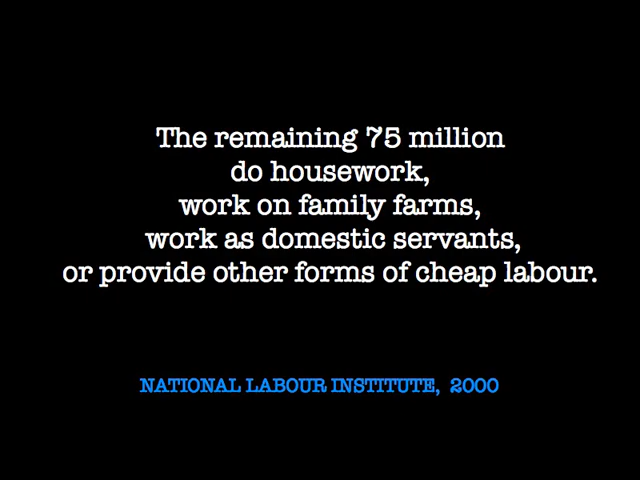 The remaining 75 million
do housework,
work on family farms,
work as domestic servants,
or provide other forms of cheap labour.
NATIONAL LABOUR INSTITUTE, 2000